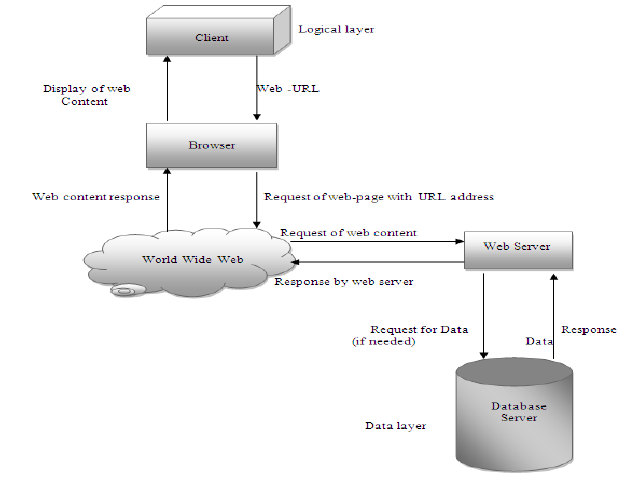 Client
Logical layer
Display of web
Content
Web -URL
Browser
Web content response
Request of web-page with URL address
Request of web content
World Wide Web
Web Server
Response by web server
Request for Data
(if needed)
Response
Data
Database
Server
Data layer